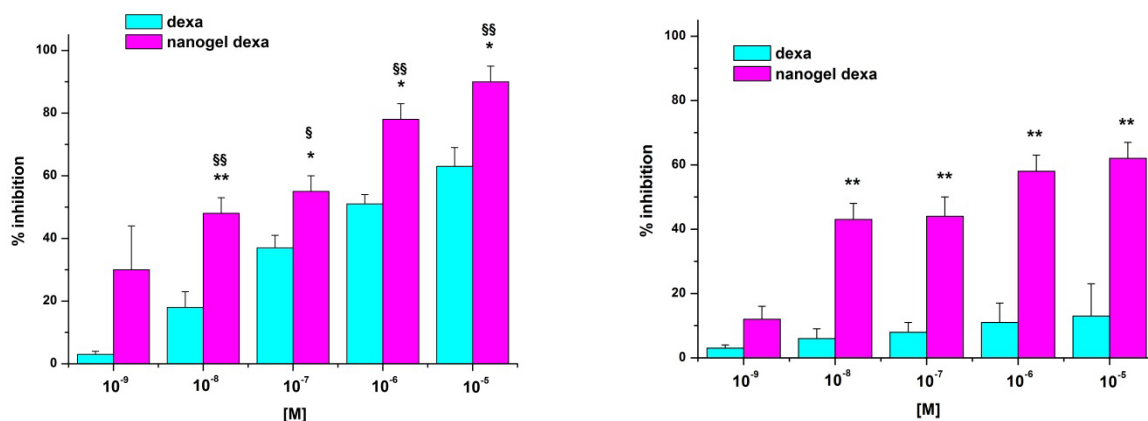 dexa
nanogel dexa
% inhibition
100
80
60
40
20
0
§§
**
§
*
§§
*
§§
*
10⁻⁹ 10⁻⁸ 10⁻⁷ 10⁻⁶ 10⁻⁵
[M]
dexa
nanogel dexa
% inhibition
100
80
60
40
20
0
**
**
**
**
10⁻⁹ 10⁻⁸ 10⁻⁷ 10⁻⁶ 10⁻⁵
[M]